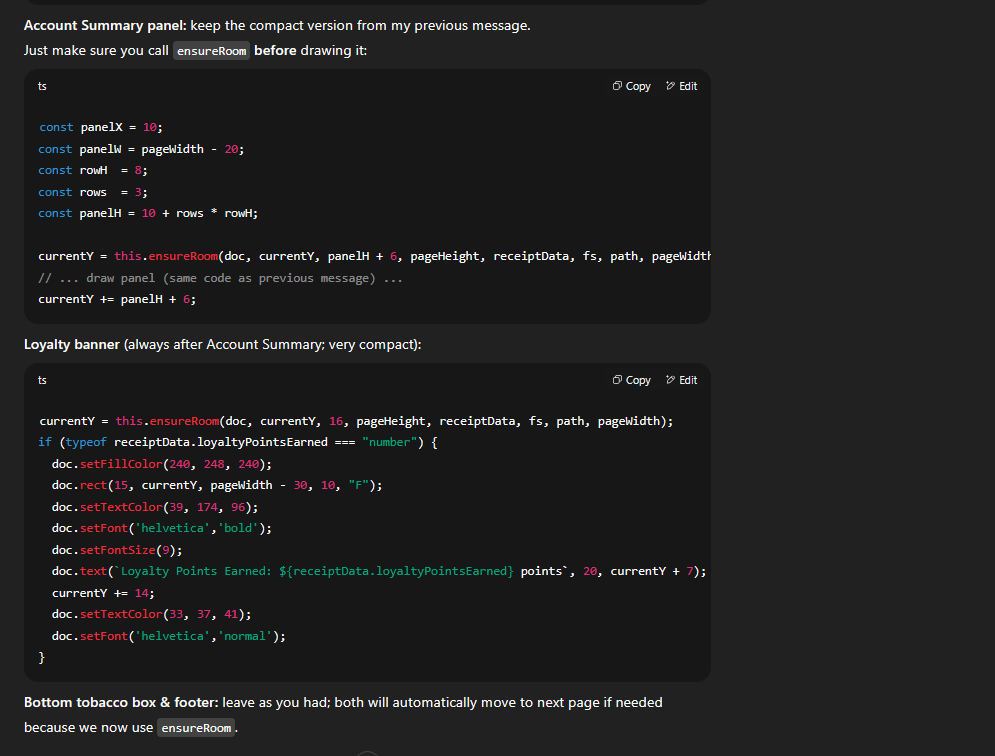 Account Summary panel: keep the compact version from my previous message.
Just make sure you call ensureRoom before drawing it:
ts
Copy
Edit
const panelX = 10;
const panelW = pageWidth - 20;
const rowH  = 8;
const rows  = 3;
const panelH = 10 + rows * rowH;
currentY = this.ensureRoom(doc, currentY, panelH + 6, pageHeight, receiptData, fs, path, pageWidth
// ... draw panel (same code as previous message) ...
currentY += panelH + 6;
Loyalty banner (always after Account Summary; very compact):
ts
Copy
Edit
currentY = this.ensureRoom(doc, currentY, 16, pageHeight, receiptData, fs, path, pageWidth);
if (typeof receiptData.loyaltyPointsEarned === "number") {
  doc.setFillColor(240, 248, 240);
  doc.rect(15, currentY, pageWidth - 30, 10, "F");
  doc.setTextColor(39, 174, 96);
  doc.setFont('helvetica','bold');
  doc.setFontSize(9);
  doc.text(`Loyalty Points Earned: ${receiptData.loyaltyPointsEarned} points`, 20, currentY + 7);
  currentY += 14;
  doc.setTextColor(33, 37, 41);
  doc.setFont('helvetica','normal');
}
Bottom tobacco box & footer: leave as you had; both will automatically move to next page if needed
because we now use ensureRoom.